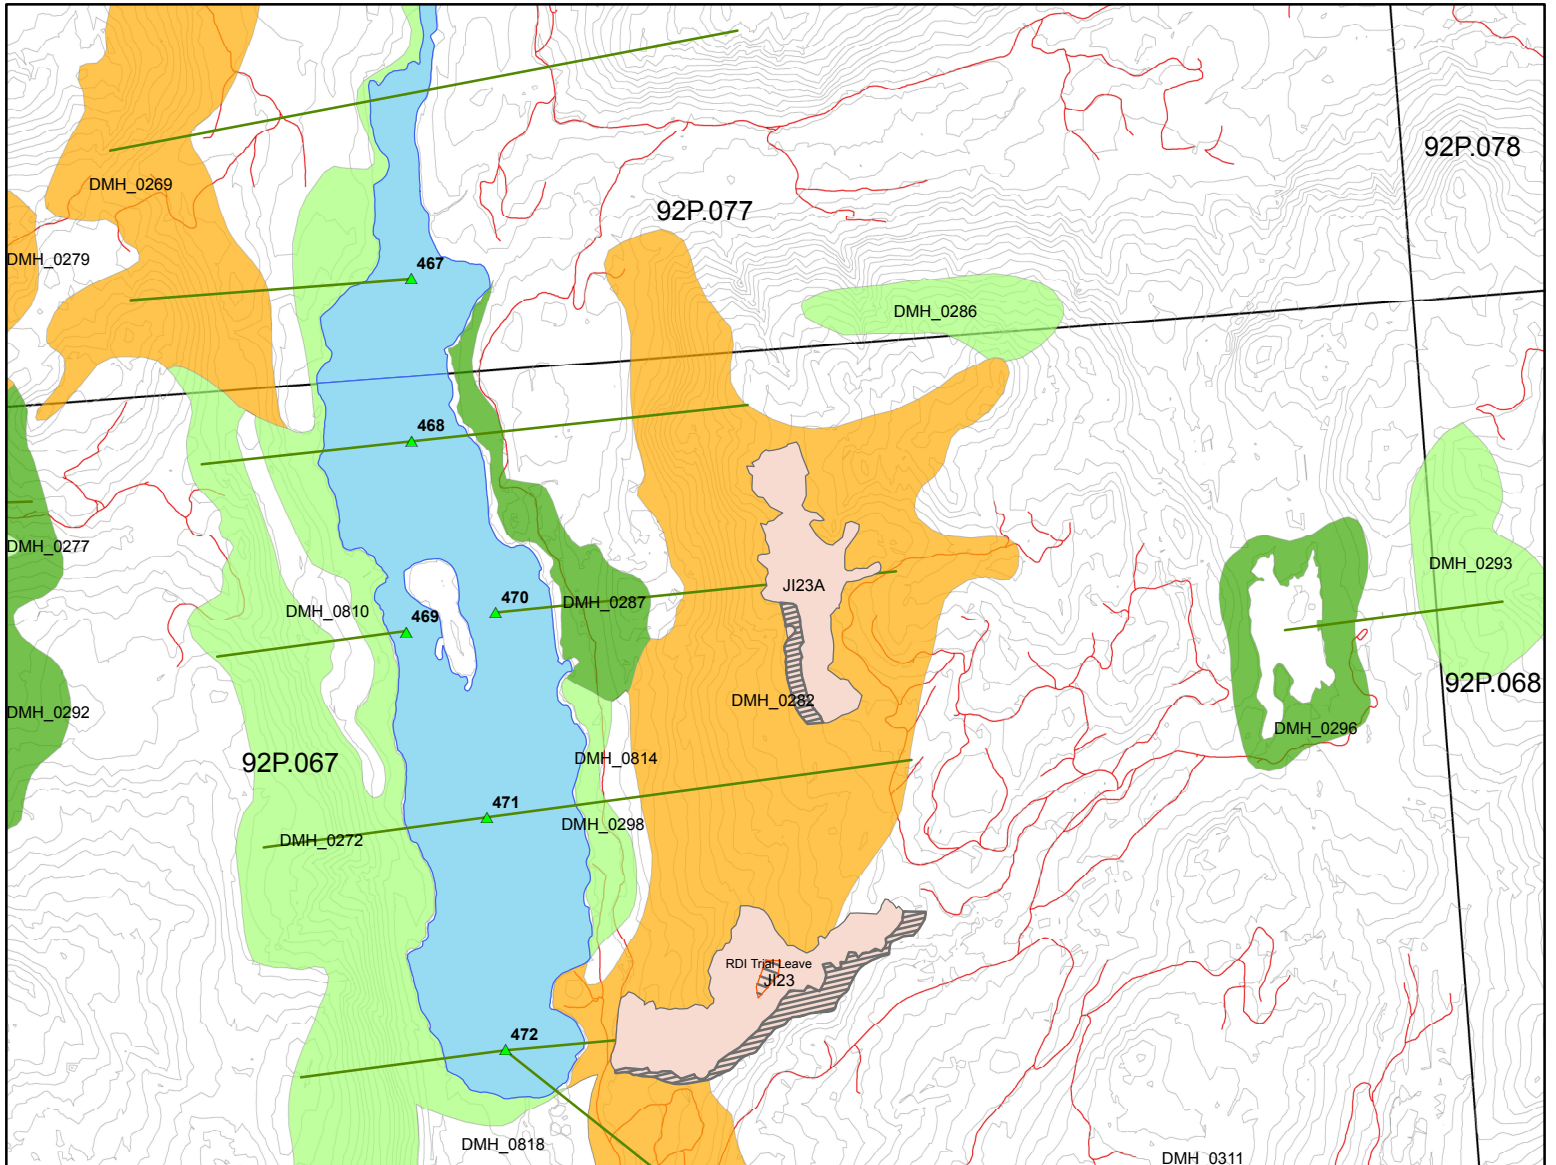 92P.078
DMH_0269
92P.077
DMH_0279
467
DMH_0286
468
DMH_0277
DMH_0293
JI23A
470
DMH_0287
DMH_0810
469
92P.068
DMH_0282
DMH_0292
DMH_0296
92P.067
DMH_0814
471
DMH_0298
DMH_0272
RDI Trial Leave
JI23
472
DMH_0818
DMH_0311